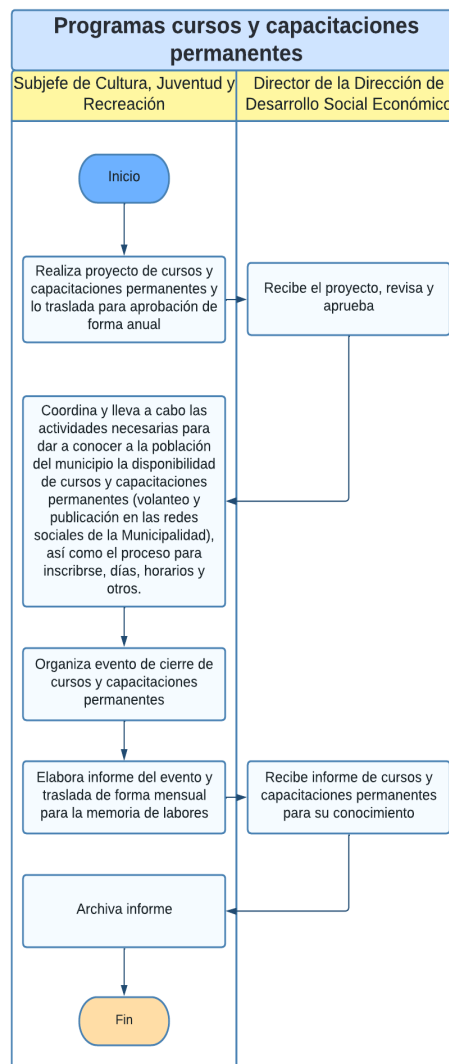 Programas cursos y capacitaciones
permanentes
Subjefe de Cultura, Juventud y
Recreación
Director de la Dirección de
Desarrollo Social Económico
Inicio
Realiza proyecto de cursos y
capacitaciones permanentes y
lo traslada para aprobación de
forma anual
Recibe el proyecto, revisa y
aprueba
Coordina y lleva a cabo las
actividades necesarias para
dar a conocer a la población
del municipio la disponibilidad
de cursos y capacitaciones
permanentes (volanteo y
publicación en las redes
sociales de la Municipalidad),
así como el proceso para
inscribrse, días, horarios y
otros.
Organiza evento de cierre de
cursos y capacitaciones
permanentes
Elabora informe del evento y
traslada de forma mensual
para la memoria de labores
Recibe informe de cursos y
capacitaciones permanentes
para su conocimiento
Archiva informe
Fin